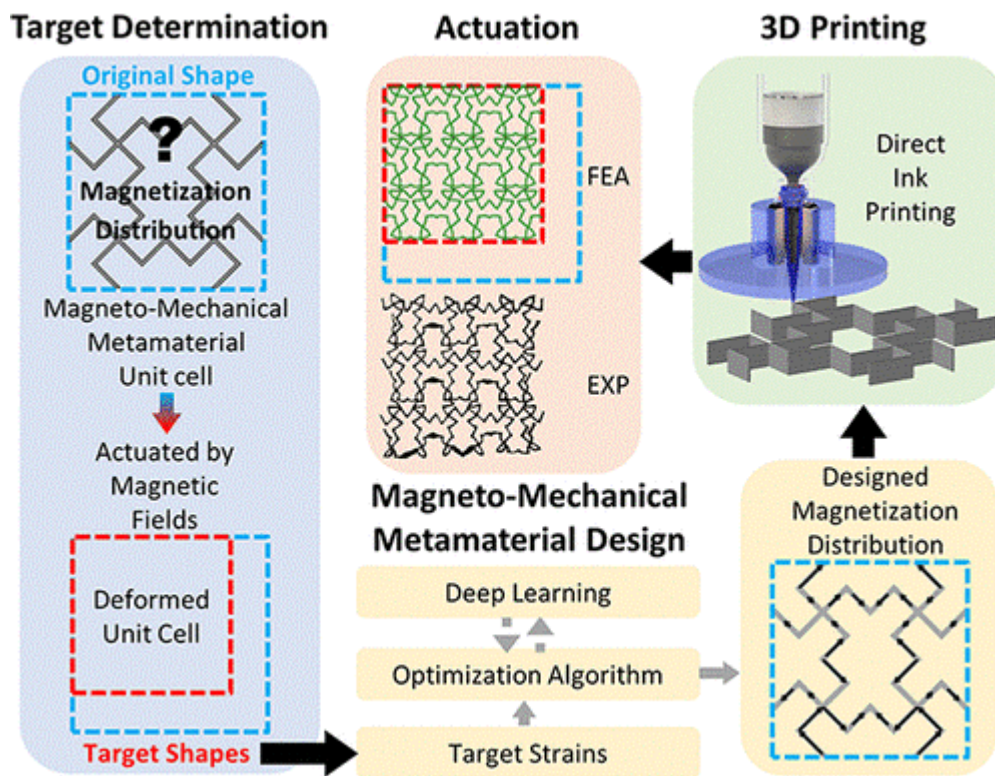 Target Determination
Original Shape
?
Magnetization
Distribution
Magneto-Mechanical
Metamaterial
Unit cell
Actuated by
Magnetic
Fields
Deformed
Unit Cell
Target Shapes
Actuation
FEA
EXP
3D Printing
Direct
Ink
Printing
Magneto-Mechanical
Metamaterial Design
Deep Learning
Optimization Algorithm
Target Strains
Designed
Magnetization
Distribution